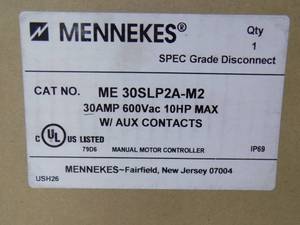 MENNEKES
Qty
1
SPEC Grade Disconnect
CAT NO. ME 30SLP2A-M2
30AMP 600Vac 10HP MAX
W/ AUX CONTACTS
C UL US LISTED
79D6 MANUAL MOTOR CONTROLLER IP69
MENNEKES~Fairfield, New Jersey 07004
USH26